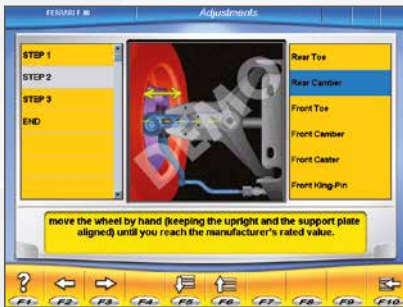 Adjustments
STEP 1
STEP 2
STEP 3
END
DEMO
Rear Toe
Rear Camber
Front Toe
Front Camber
Front Caster
Front King-Pin
move the wheel by hand (keeping the upright and the support plate
aligned) until you reach the manufacturer's rated value.
?
F1 F2 F3 F4 F5 F6 F7 F8 F9 F10